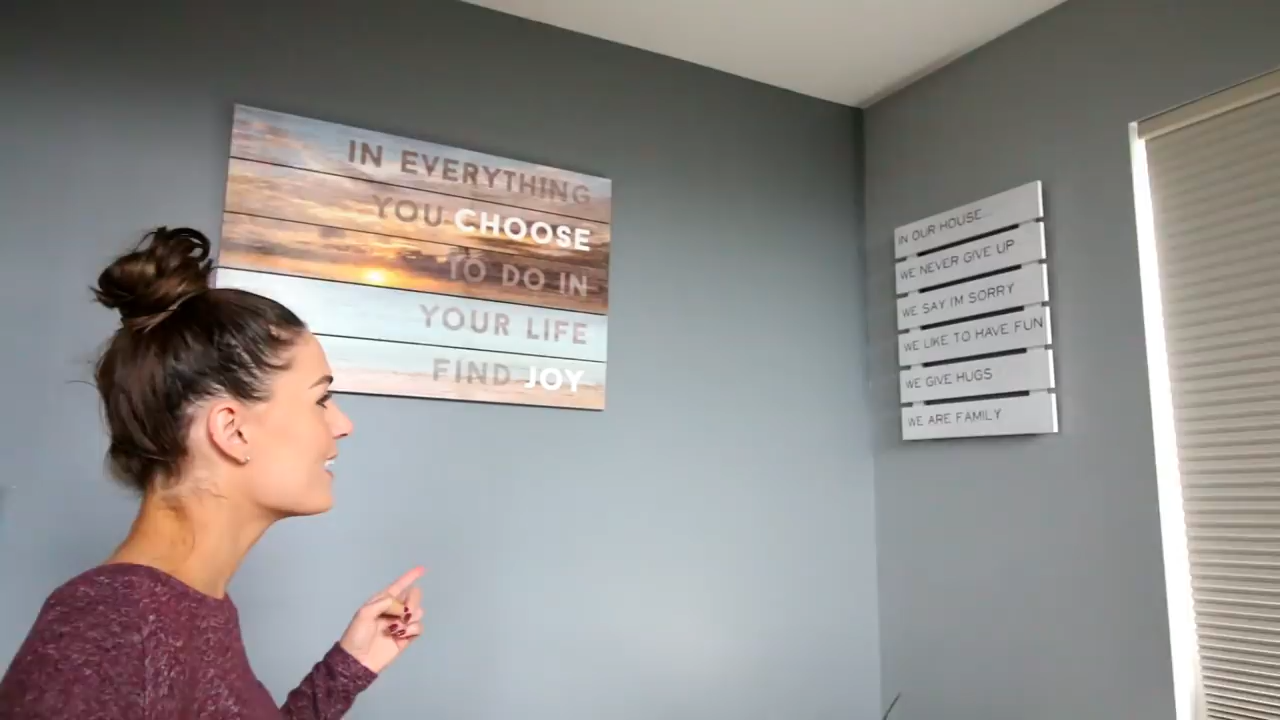 IN EVERYTHING
YOU CHOOSE
TO DO IN
YOUR LIFE
FIND JOY
IN OUR HOUSE...
WE NEVER GIVE UP
WE SAY I'M SORRY
WE LIKE TO HAVE FUN
WE GIVE HUGS
WE ARE FAMILY